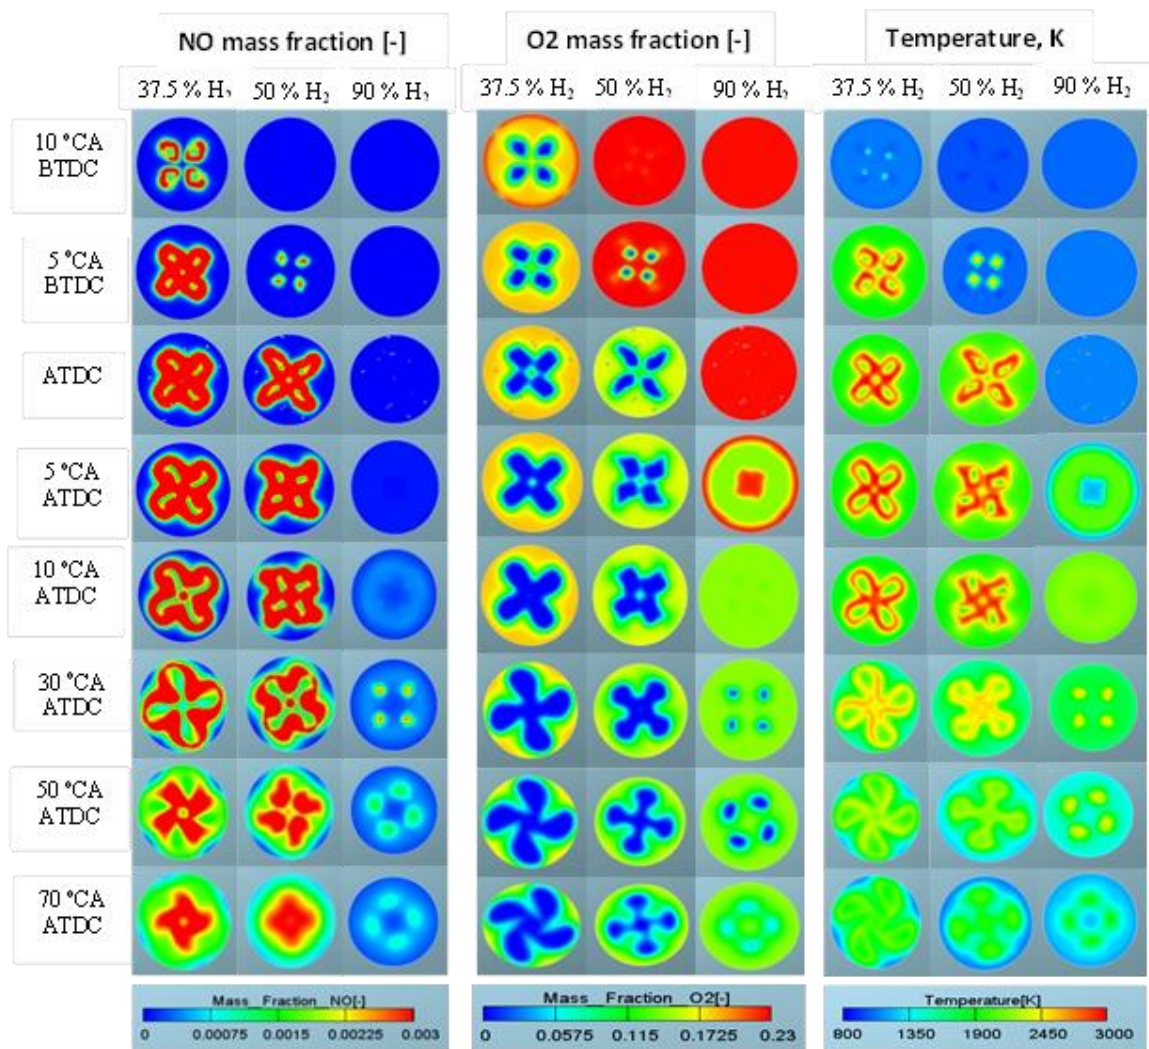 NO mass fraction [-]
O2 mass fraction [-]
Temperature, K
37.5 % H₂ 50 % H₂ 90 % H₂
37.5 % H₂ 50 % H₂ 90 % H₂
37.5 % H₂ 50 % H₂ 90 % H₂
10 °CA
BTDC
5 °CA
BTDC
ATDC
5 °CA
ATDC
10 °CA
ATDC
30 °CA
ATDC
50 °CA
ATDC
70 °CA
ATDC
Mass_Fraction_NO[-]
0 0.00075 0.0015 0.00225 0.003
Mass_Fraction_O2[-]
0 0.0575 0.115 0.1725 0.23
Temperature[K]
800 1350 1900 2450 3000